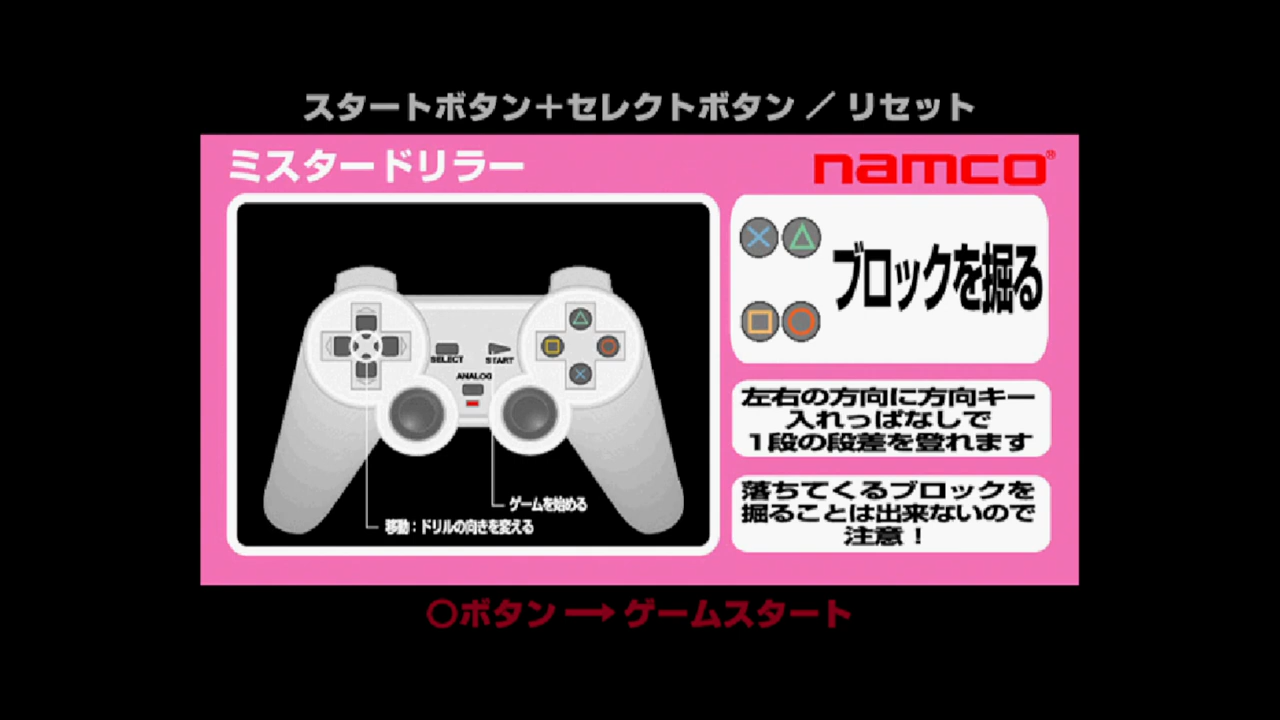 スタートボタン＋セレクトボタン ／ リセット
ミスタードリラー
namco®
ブロックを掘る
SELECT
START
ANALOG
左右の方向に方向キー
入れっぱなしで
1段の段差を登れます
落ちてくるブロックを
掘ることは出来ないので
注意！
ゲームを始める
移動：ドリルの向きを変える
〇ボタン → ゲームスタート